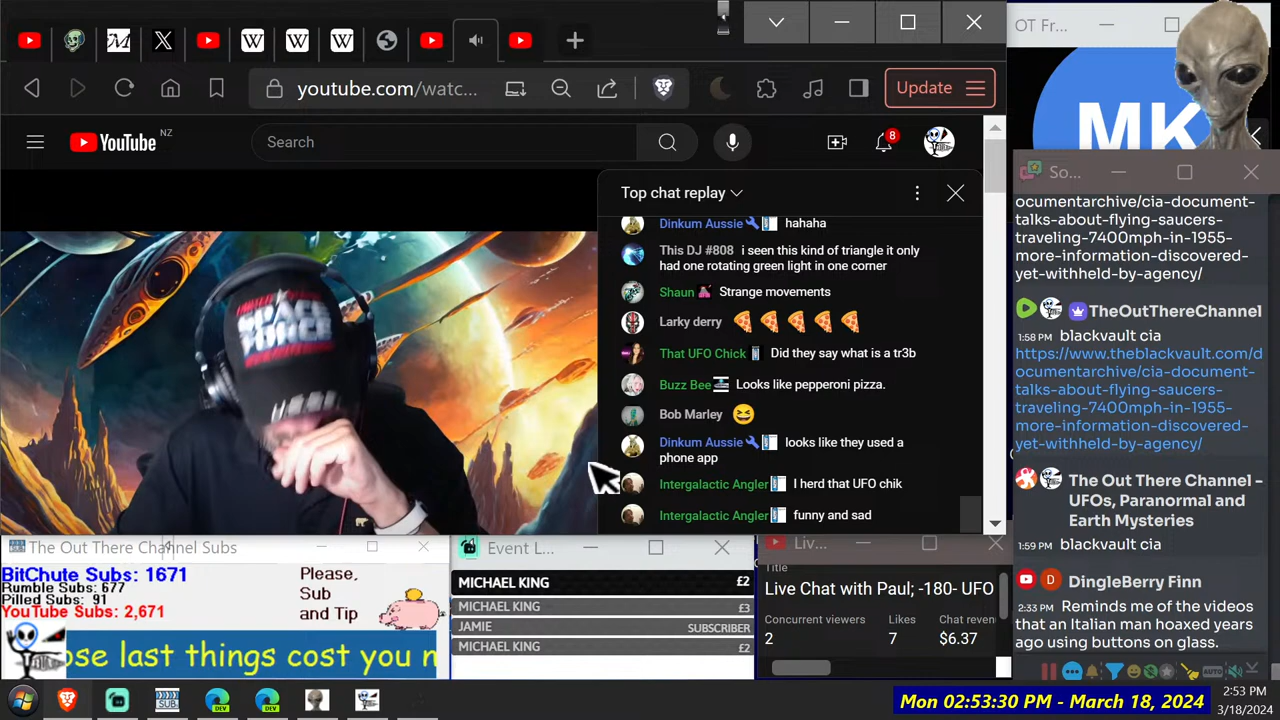 OT Fr...
youtube.com/watc...
Update
YouTube NZ
Search
8
MK
So...
Top chat replay
Dinkum Aussie hahaha
This DJ #808 i seen this kind of triangle it only
had one rotating green light in one corner
Shaun Strange movements
Larky derry
That UFO Chick Did they say what is a tr3b
Buzz Bee Looks like pepperoni pizza.
Bob Marley
Dinkum Aussie looks like they used a
phone app
Intergalactic Angler I herd that UFO chik
Intergalactic Angler funny and sad
SPACE
FORCE
ocumentarchive/cia-document-
talks-about-flying-saucers-
traveling-7400mph-in-1955-
more-information-discovered-
yet-withheld-by-agency/
TheOutThereChannel
1:58 PM blackvault cia
https://www.theblackvault.com/d
ocumentarchive/cia-document-
talks-about-flying-saucers-
traveling-7400mph-in-1955-
more-information-discovered-
yet-withheld-by-agency/
The Out There Channel -
UFOs, Paranormal and
Earth Mysteries
1:59 PM blackvault cia
DingleBerry Finn
2:33 PM Reminds me of the videos
that an Italian man hoaxed years
ago using buttons on glass.
AUTO
The Out There Channel Subs
BitChute Subs: 1671
Rumble Subs: 677
Pilled Subs: 91
YouTube Subs: 2,671
Please,
Sub
and Tip
ose last things cost you
Event L...
MICHAEL KING £2
MICHAEL KING £3
JAMIE SUBSCRIBER
MICHAEL KING £2
Liv...
Title
Live Chat with Paul; -180- UFO
Concurrent viewers Likes Chat reven
2 7 $6.37
SUB
DEV
DEV
Mon 02:53:30 PM - March 18, 2024
2:53 PM
3/18/2024